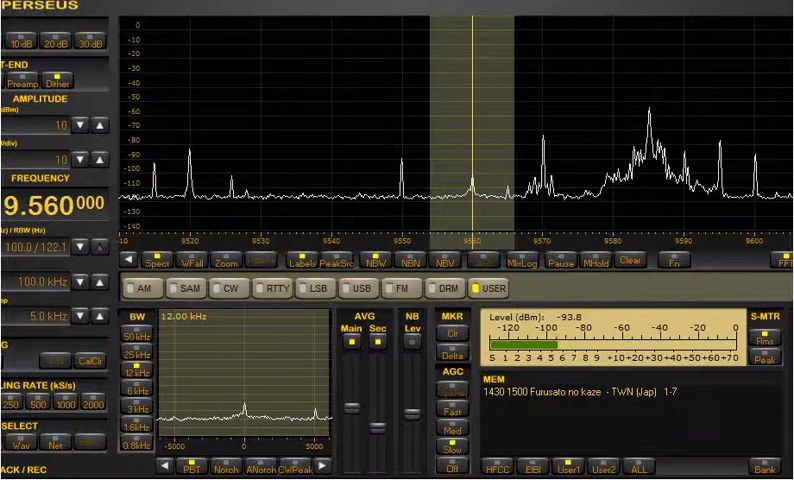 PERSEUS
10 dB 20 dB 30 dB
T-END
Preamp Dither
AMPLITUDE
dBm)
10
/div)
10
FREQUENCY
9.560000
z) / RBW (Hz)
100.0 / 122.1
100.0 kHz
5.0 kHz
CalClr
LING RATE (kS/s)
250 500 1000 2000
SELECT
Wav Net
ACK / REC
0
-10
-20
-30
-40
-50
-60
-70
-80
-90
-100
-110
-120
-130
-140
-10 9520 9530 9540 9550 9560 9570 9580 9590 9600
Spect WFall Zoom Labels PeakSrc NBW NBN NBV MkrLog Pause MHold Clear Fn FFT
AM SAM CW RTTY LSB USB FM DRM USER
BW
50 kHz
25 kHz
12 kHz
6 kHz
3 kHz
1.6 kHz
0.8 kHz
12.00 kHz
-5000 0 5000
PBT Notch ANotch CWPeak
AVG
Main Sec
NB
Lev
MKR
Clr
Delta
AGC
Fast
Med
Slow
Off
Level (dBm): -93.8
-120 -100 -80 -60 -40 -20 0
S 1 2 3 4 5 6 7 8 9 +10 +20 +30 +40 +50 +60 +70
S-MTR
Rms
Peak
MEM
1430 1500 Furusato no kaze - TWN (Jap) 1-7
HFCC EIBI User1 User2 ALL Bank